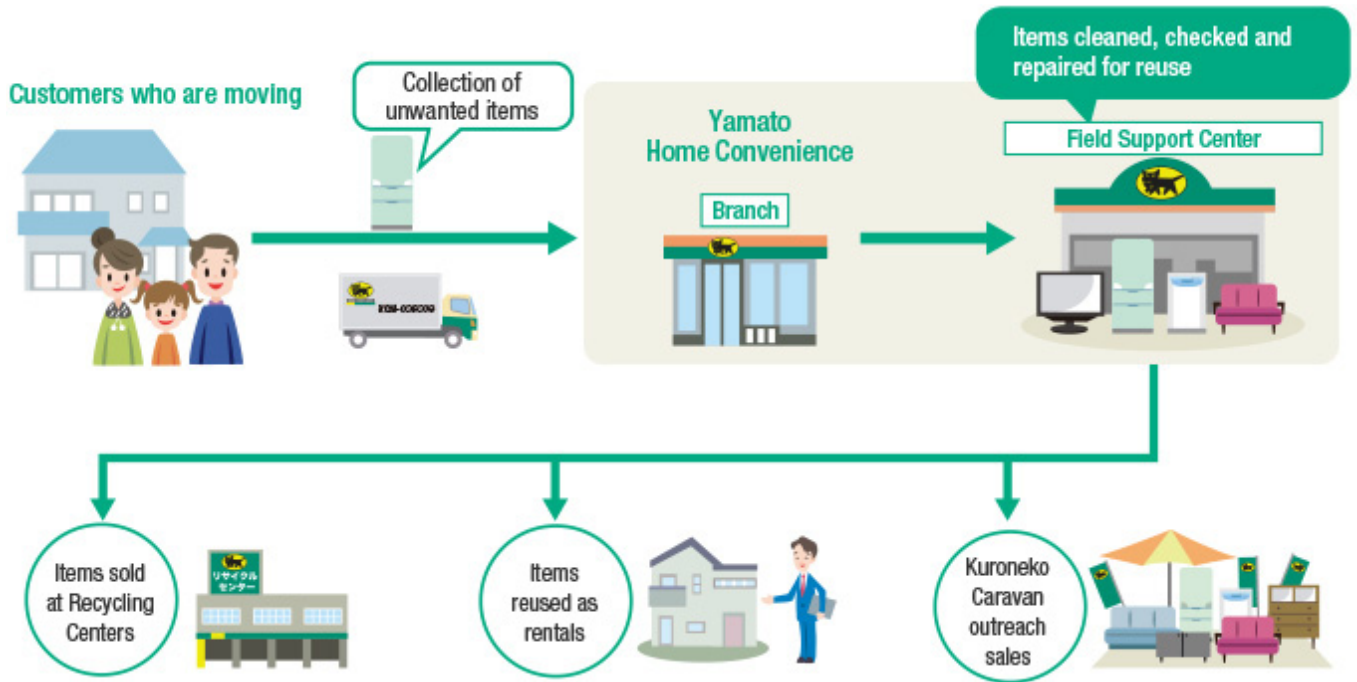 Customers who are moving
Collection of
unwanted items
Yamato
Home Convenience
Branch
Items cleaned, checked and
repaired for reuse
Field Support Center
Items sold
at Recycling
Centers
リサイクル
センター
Items
reused as
rentals
Kuroneko
Caravan
outreach
sales